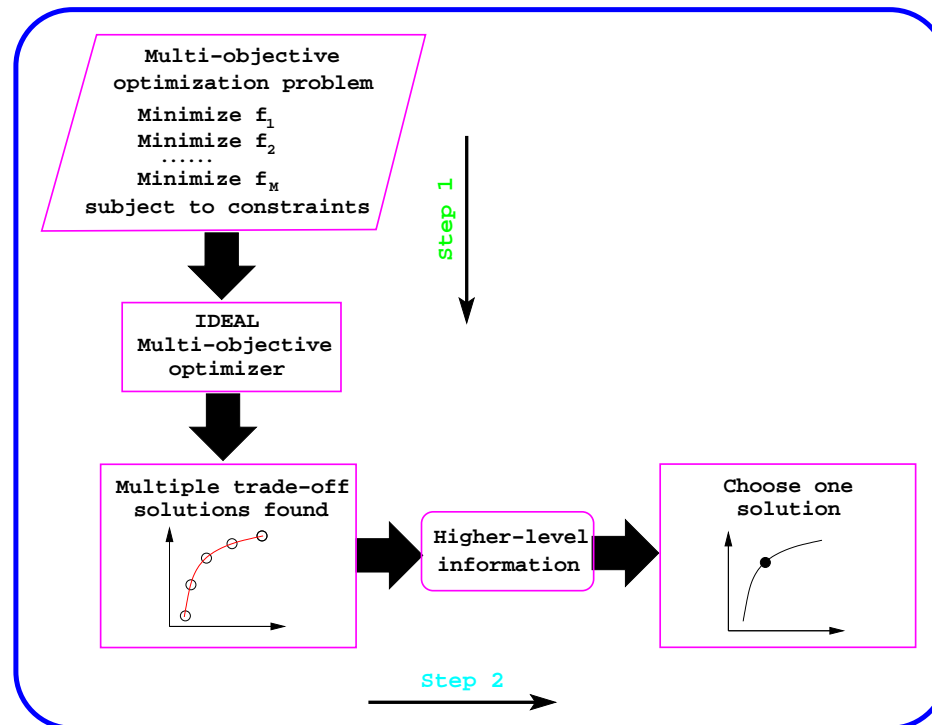 Multi-objective
optimization problem
Minimize f1
Minimize f2
......
Minimize fM
subject to constraints
Step 1
IDEAL
Multi-objective
optimizer
Multiple trade-off
solutions found
Higher-level
information
Choose one
solution
Step 2